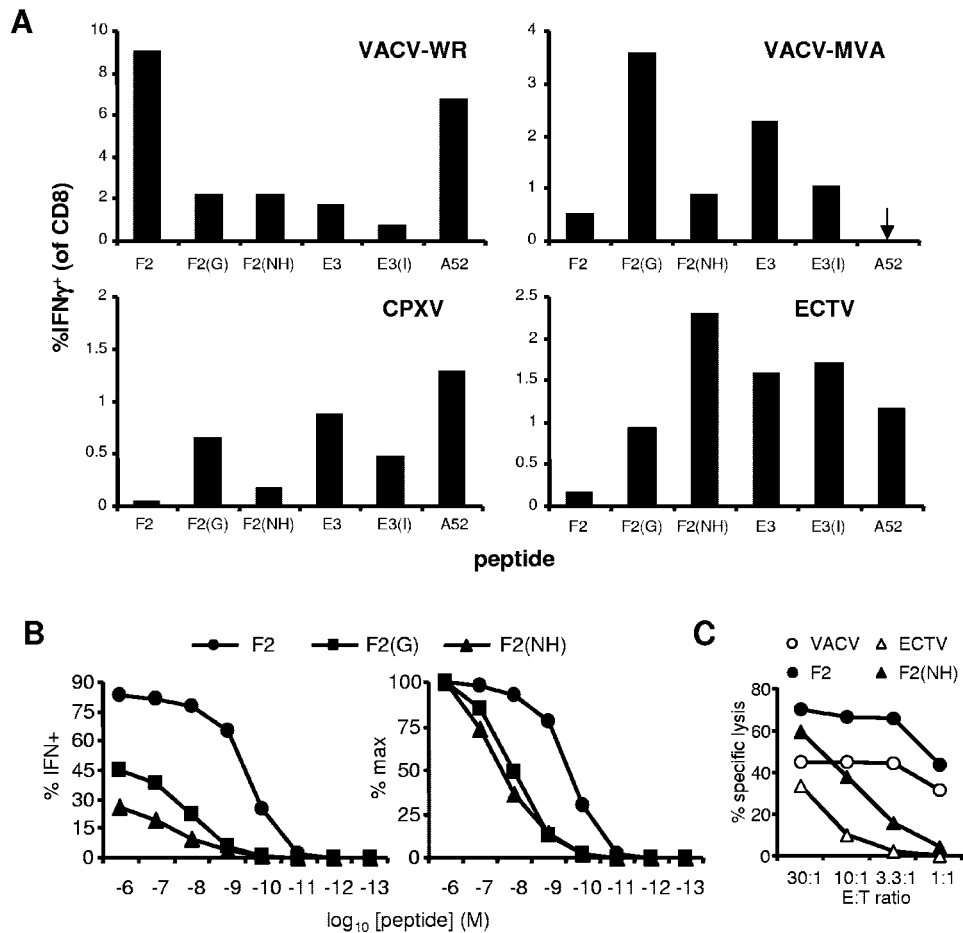 A
%IFNγ+ (of CD8)
VACV-WR
10
8
6
4
2
0
F2 F2(G) F2(NH) E3 E3(I) A52
VACV-MVA
4
3
2
1
0
F2 F2(G) F2(NH) E3 E3(I) A52
CPXV
2
1.5
1
0.5
0
F2 F2(G) F2(NH) E3 E3(I) A52
ECTV
2.5
2
1.5
1
0.5
0
F2 F2(G) F2(NH) E3 E3(I) A52
peptide
B
F2 F2(G) F2(NH)
% IFN+
90
75
60
45
30
15
0
-6 -7 -8 -9 -10 -11 -12 -13
% max
100
75
50
25
0
-6 -7 -8 -9 -10 -11 -12 -13
log10 [peptide] (M)
C
VACV ECTV
F2 F2(NH)
% specific lysis
80
60
40
20
0
30:1 10:1 3.3:1 1:1
E:T ratio